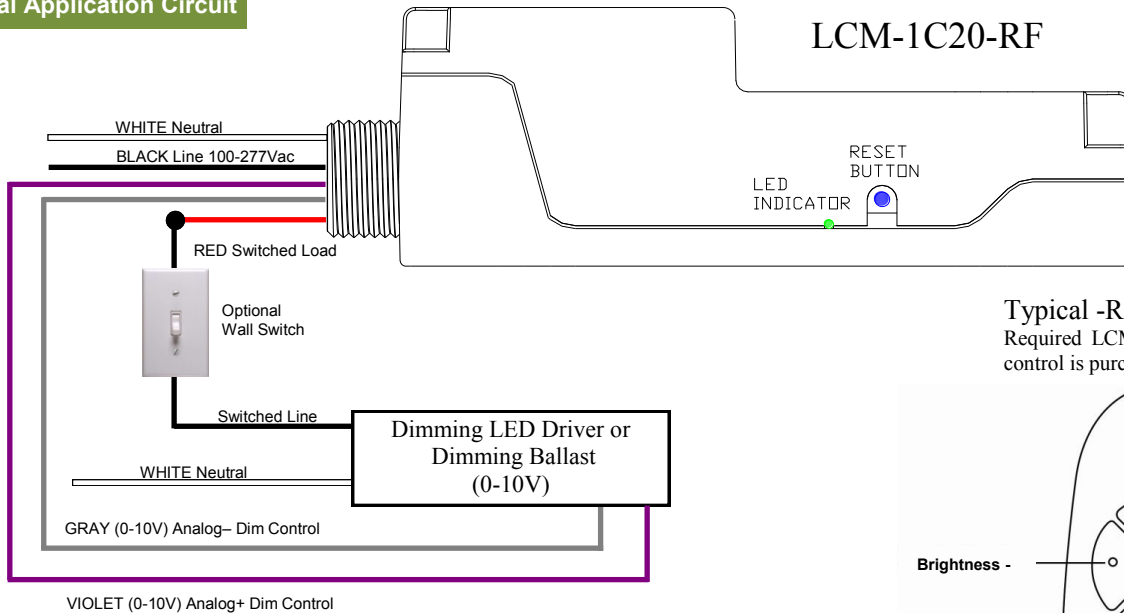 al Application Circuit
LCM-1C20-RF
WHITE Neutral
BLACK Line 100-277Vac
RESET
BUTTON
LED
INDICATOR
RED Switched Load
Optional
Wall Switch
Typical -R
Required LCM
control is purc
Switched Line
Dimming LED Driver or
Dimming Ballast
(0-10V)
WHITE Neutral
GRAY (0-10V) Analog– Dim Control
Brightness -
VIOLET (0-10V) Analog+ Dim Control